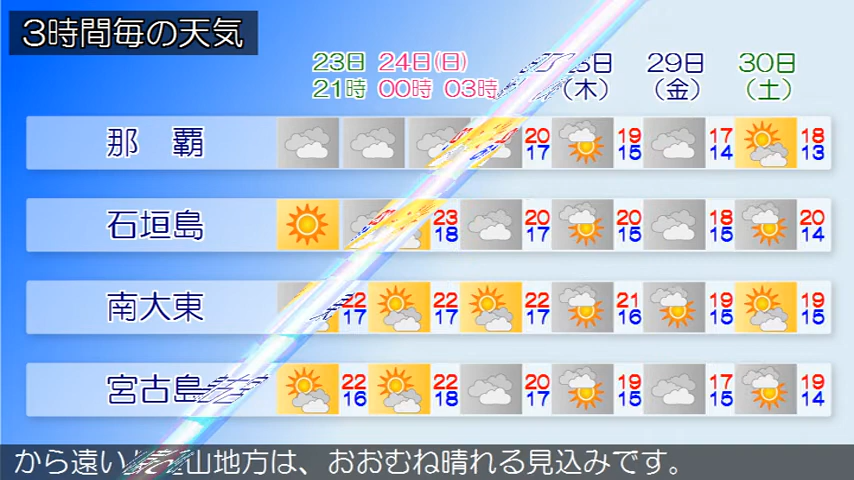 3時間毎の天気
23日 24日(日) 日 29日 30日
21時 00時 03時 (木) (金) (土)
那覇 20 17 19 15 17 14 18 13
石垣島 23 18 20 17 20 15 18 15 20 14
南大東 22 17 22 17 22 17 21 16 19 15 19 15
宮古島 22 16 22 18 20 17 19 15 17 15 19 14
から遠い 山地方は、おおむね晴れる見込みです。